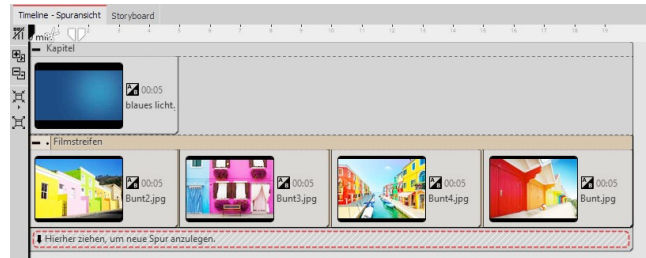 Timeline - Spuransicht Storyboard
Kapitel
00:05
blaues licht.
Filmstreifen
00:05
Bunt2.jpg
00:05
Bunt3.jpg
00:05
Bunt4.jpg
00:05
Bunt.jpg
Hierher ziehen, um neue Spur anzulegen.